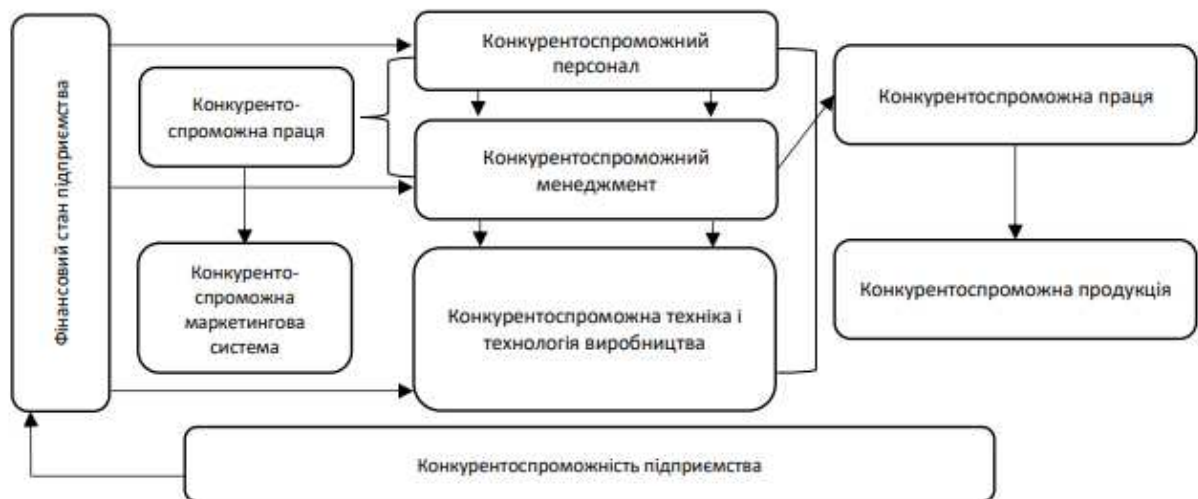 Фінансовий стан підприємства
Конкурентоспроможний
персонал
Конкуренто-
спроможна праця
Конкурентоспроможна праця
Конкурентоспроможний
менеджмент
Конкуренто-
спроможна
маркетингова
система
Конкурентоспроможна техніка і
технологія виробництва
Конкурентоспроможна продукція
Конкурентоспроможність підприємства